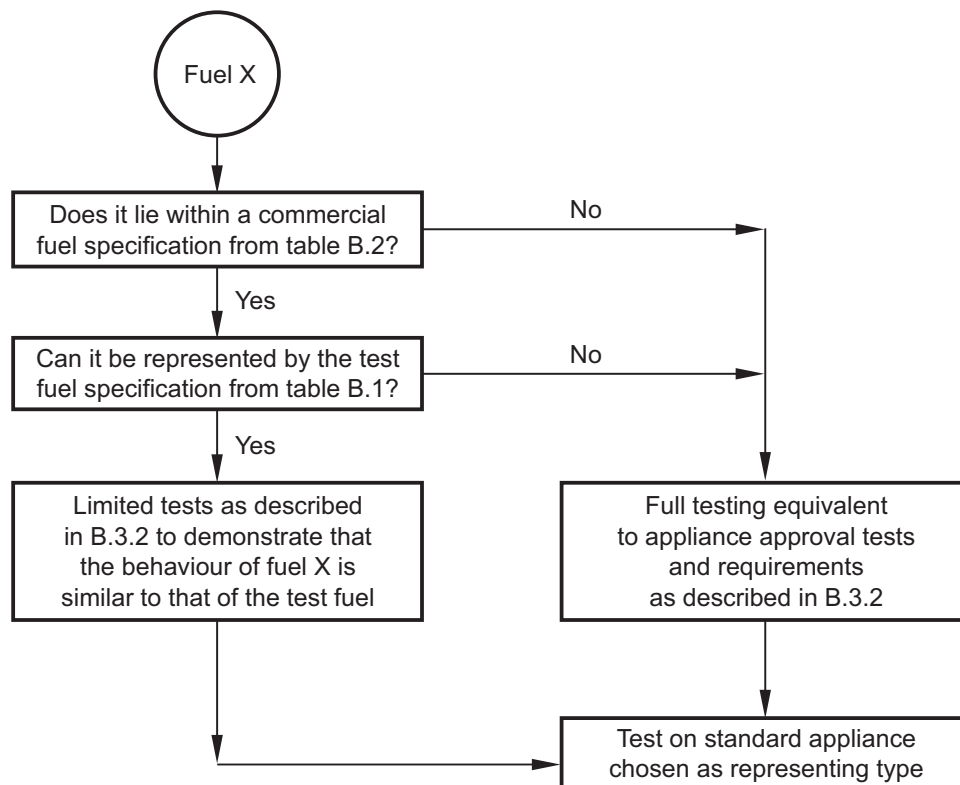 Fuel X
Does it lie within a commercial
fuel specification from table B.2?
No
Yes
Can it be represented by the test
fuel specification from table B.1?
No
Yes
Limited tests as described
in B.3.2 to demonstrate that
the behaviour of fuel X is
similar to that of the test fuel
Full testing equivalent
to appliance approval tests
and requirements
as described in B.3.2
Test on standard appliance
chosen as representing type